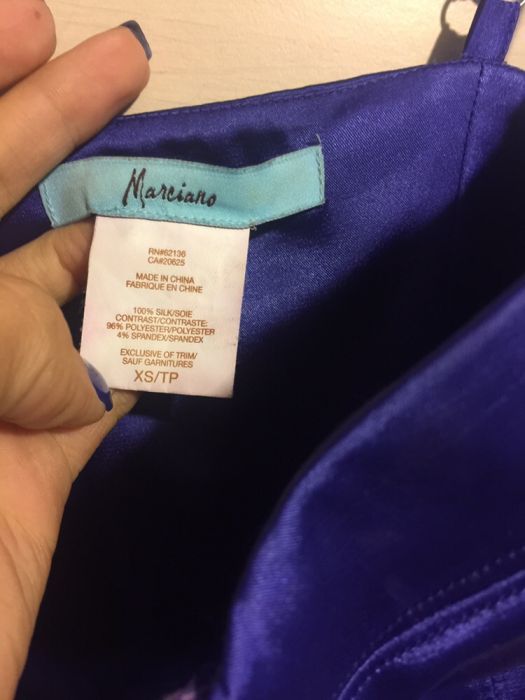 Marciano
RN#62136
CA#20625
MADE IN CHINA
FABRIQUE EN CHINE
100% SILK/SOIE
CONTRAST/CONTRASTE:
96% POLYESTER/POLYESTER
4% SPANDEX/SPANDEX
EXCLUSIVE OF TRIM/
SAUF GARNITURES
XS/TP